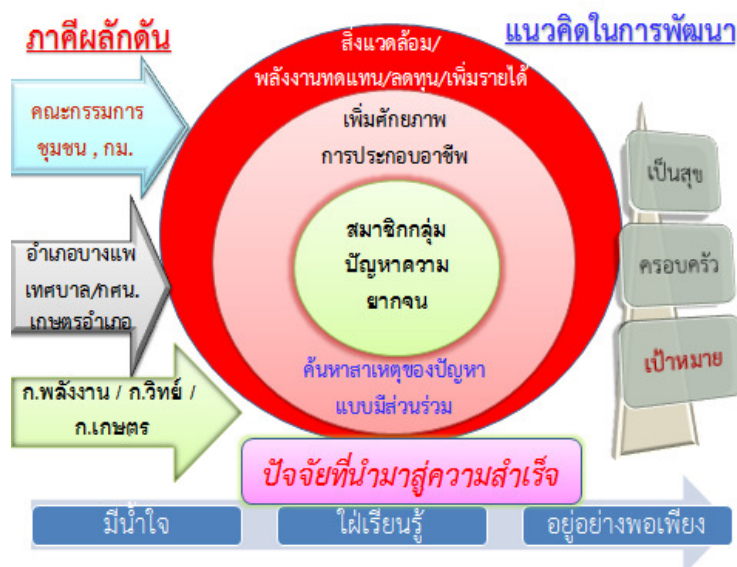 ภาคีผลักดัน
แนวคิดในการพัฒนา
คณะกรรมการ
ชุมชน , กม.
อำเภอบางแพ
เทศบาล/กศน.
เกษตรอำเภอ
ก.พลังงาน / ก.วิทย์ /
ก.เกษตร
สิ่งแวดล้อม/
พลังงานทดแทน/ลดทุน/เพิ่มรายได้
เพิ่มศักยภาพ
การประกอบอาชีพ
สมาชิกกลุ่ม
ปัญหาความ
ยากจน
ค้นหาสาเหตุของปัญหา
แบบมีส่วนร่วม
เป็นสุข
ครอบครัว
เป้าหมาย
ปัจจัยที่นำมาสู่ความสำเร็จ
มีน้ำใจ
ใฝ่เรียนรู้
อยู่อย่างพอเพียง